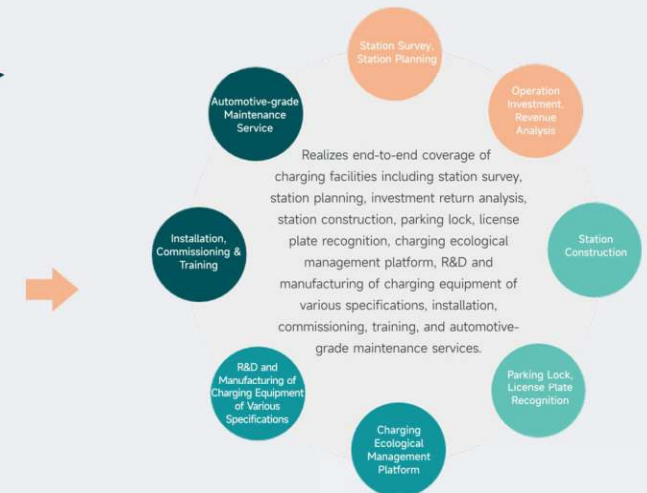 Station Survey,
Station Planning
Operation
Investment,
Revenue
Analysis
Station
Construction
Parking Lock,
License Plate
Recognition
Charging
Ecological
Management
Platform
R&D and
Manufacturing of
Charging Equipment
of Various
Specifications
Installation,
Commissioning &
Training
Automotive-grade
Maintenance
Service
Realizes end-to-end coverage of
charging facilities including station survey,
station planning, investment return analysis,
station construction, parking lock, license
plate recognition, charging ecological
management platform, R&D and
manufacturing of charging equipment of
various specifications, installation,
commissioning, training, and automotive-
grade maintenance services.